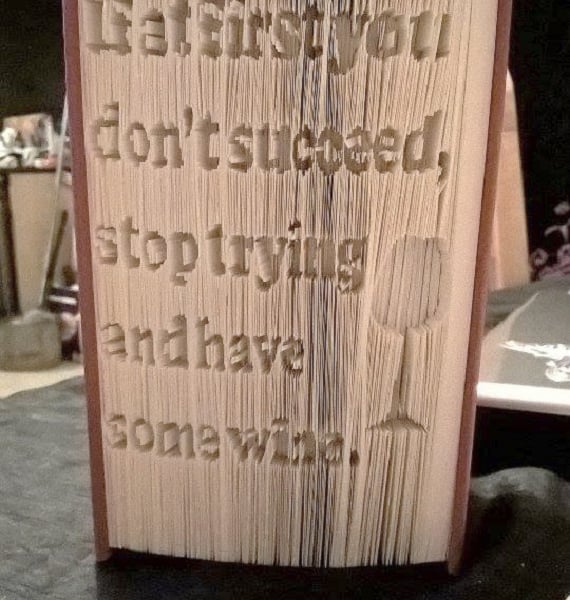 If at first you
don't succeed,
stop trying
and have
some wine.